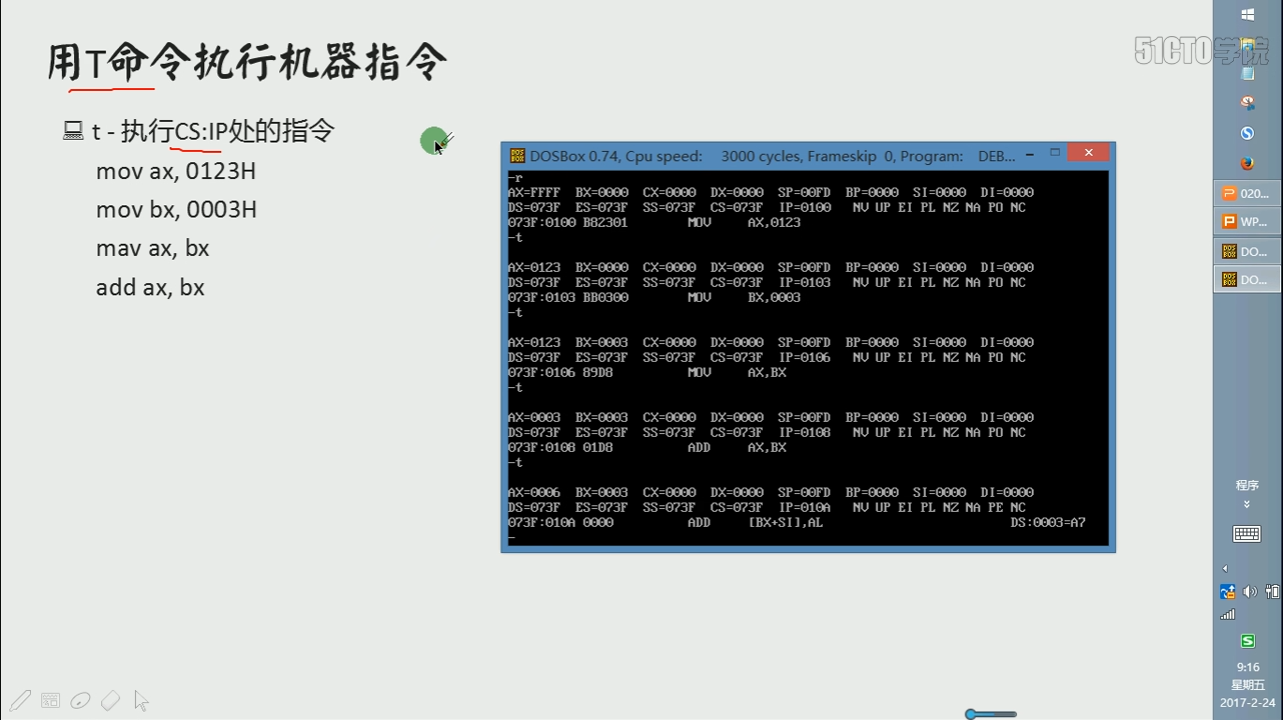 用T命令执行机器指令
51CTO学院
t - 执行CS:IP处的指令
mov ax, 0123H
mov bx, 0003H
mav ax, bx
add ax, bx
DOSBox 0.74, Cpu speed: 3000 cycles, Frameskip 0, Program: DEB...
-r
AX=FFFF BX=0000 CX=0000 DX=0000 SP=00FD BP=0000 SI=0000 DI=0000
DS=073F ES=073F SS=073F CS=073F IP=0100 NV UP EI PL NZ NA PO NC
073F:0100 B82301 MOV AX,0123
-t
AX=0123 BX=0000 CX=0000 DX=0000 SP=00FD BP=0000 SI=0000 DI=0000
DS=073F ES=073F SS=073F CS=073F IP=0103 NV UP EI PL NZ NA PO NC
073F:0103 BB0300 MOV BX,0003
-t
AX=0123 BX=0003 CX=0000 DX=0000 SP=00FD BP=0000 SI=0000 DI=0000
DS=073F ES=073F SS=073F CS=073F IP=0106 NV UP EI PL NZ NA PO NC
073F:0106 89D8 MOV AX,BX
-t
AX=0003 BX=0003 CX=0000 DX=0000 SP=00FD BP=0000 SI=0000 DI=0000
DS=073F ES=073F SS=073F CS=073F IP=0108 NV UP EI PL NZ NA PO NC
073F:0108 01D8 ADD AX,BX
-t
AX=0006 BX=0003 CX=0000 DX=0000 SP=00FD BP=0000 SI=0000 DI=0000
DS=073F ES=073F SS=073F CS=073F IP=010A NV UP EI PL NZ NA PE NC
073F:010A 0000 ADD [BX+SI],AL DS:0003=A7
-
020...
WP...
DO...
DO...
程序
9:16
星期五
2017-2-24